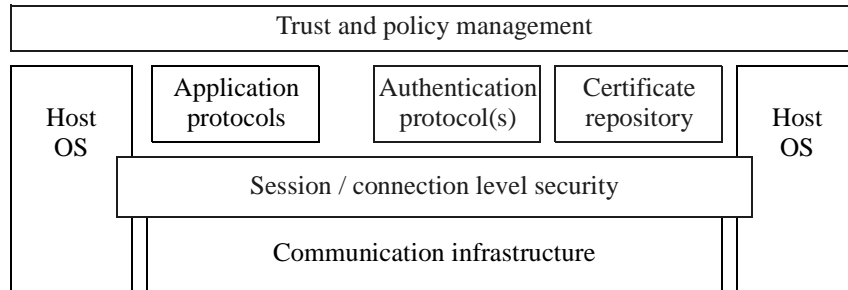 Trust and policy management
Host
OS
Application
protocols
Authentication
protocol(s)
Certificate
repository
Host
OS
Session / connection level security
Communication infrastructure